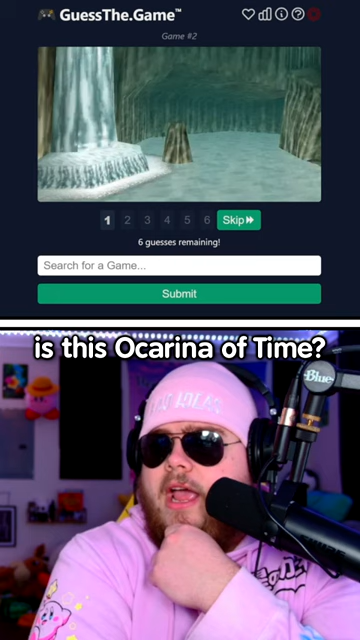 GuessThe.Game™
Game #2
1 2 3 4 5 6 Skip
6 guesses remaining!
Search for a Game...
Submit
is this Ocarina of Time?
Blue